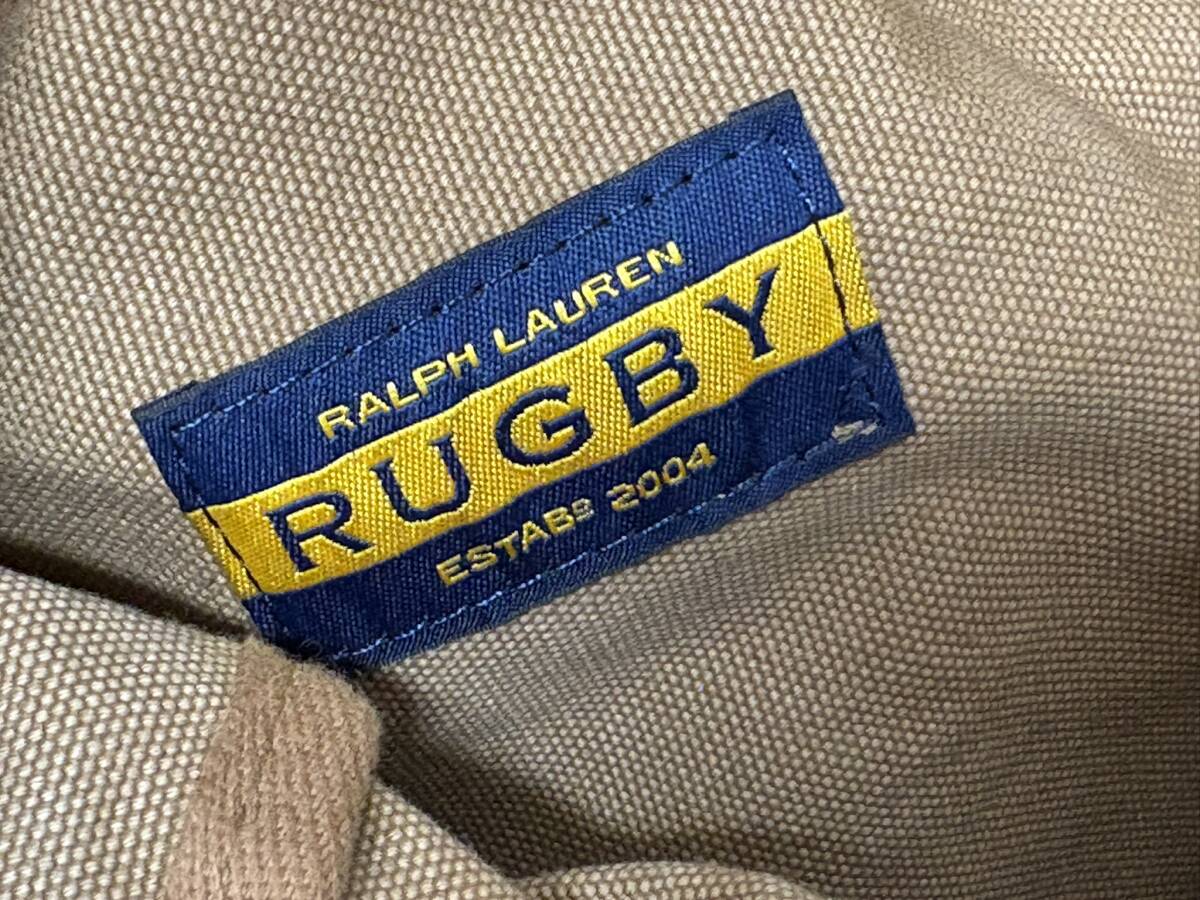 RALPH LAUREN
RUGBY
ESTABD 2004